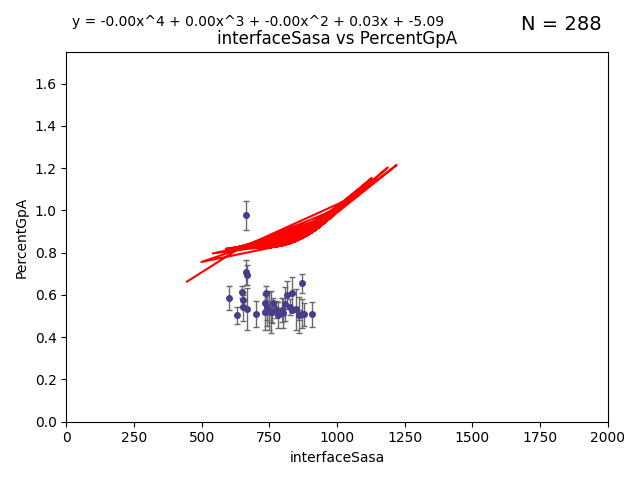 y = -0.00x^4 + 0.00x^3 + -0.00x^2 + 0.03x + -5.09
N = 288
interfaceSasa vs PercentGpA
PercentGpA
1.6
1.4
1.2
1.0
0.8
0.6
0.4
0.2
0.0
0 250 500 750 1000 1250 1500 1750 2000
interfaceSasa